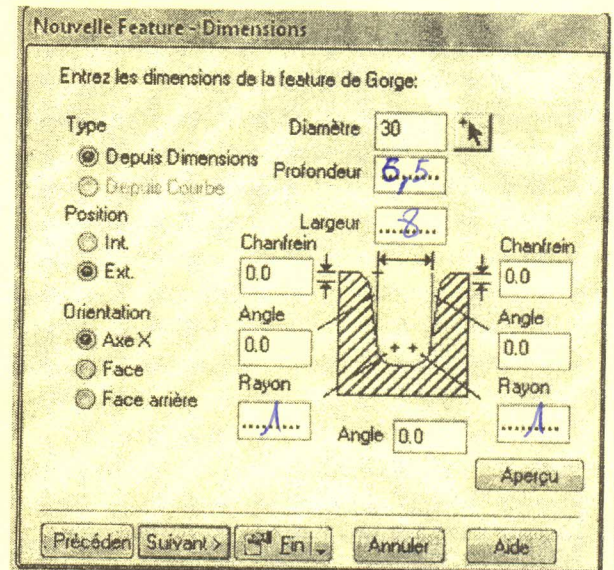 Nouvelle Feature - Dimensions
Entrez les dimensions de la feature de Gorge:
Type
Diamètre 30
Depuis Dimensions
Profondeur 6,5
Depuis Courbe
Position
Largeur 8
Int.
Chanfrein
Chanfrein
Ext.
0.0
0.0
Orientation
Angle
Angle
Axe X
0.0
0.0
Face
Rayon
Rayon
Face arrière
1
1
Angle 0.0
Aperçu
Précéden Suivant > Fin Annuler Aide